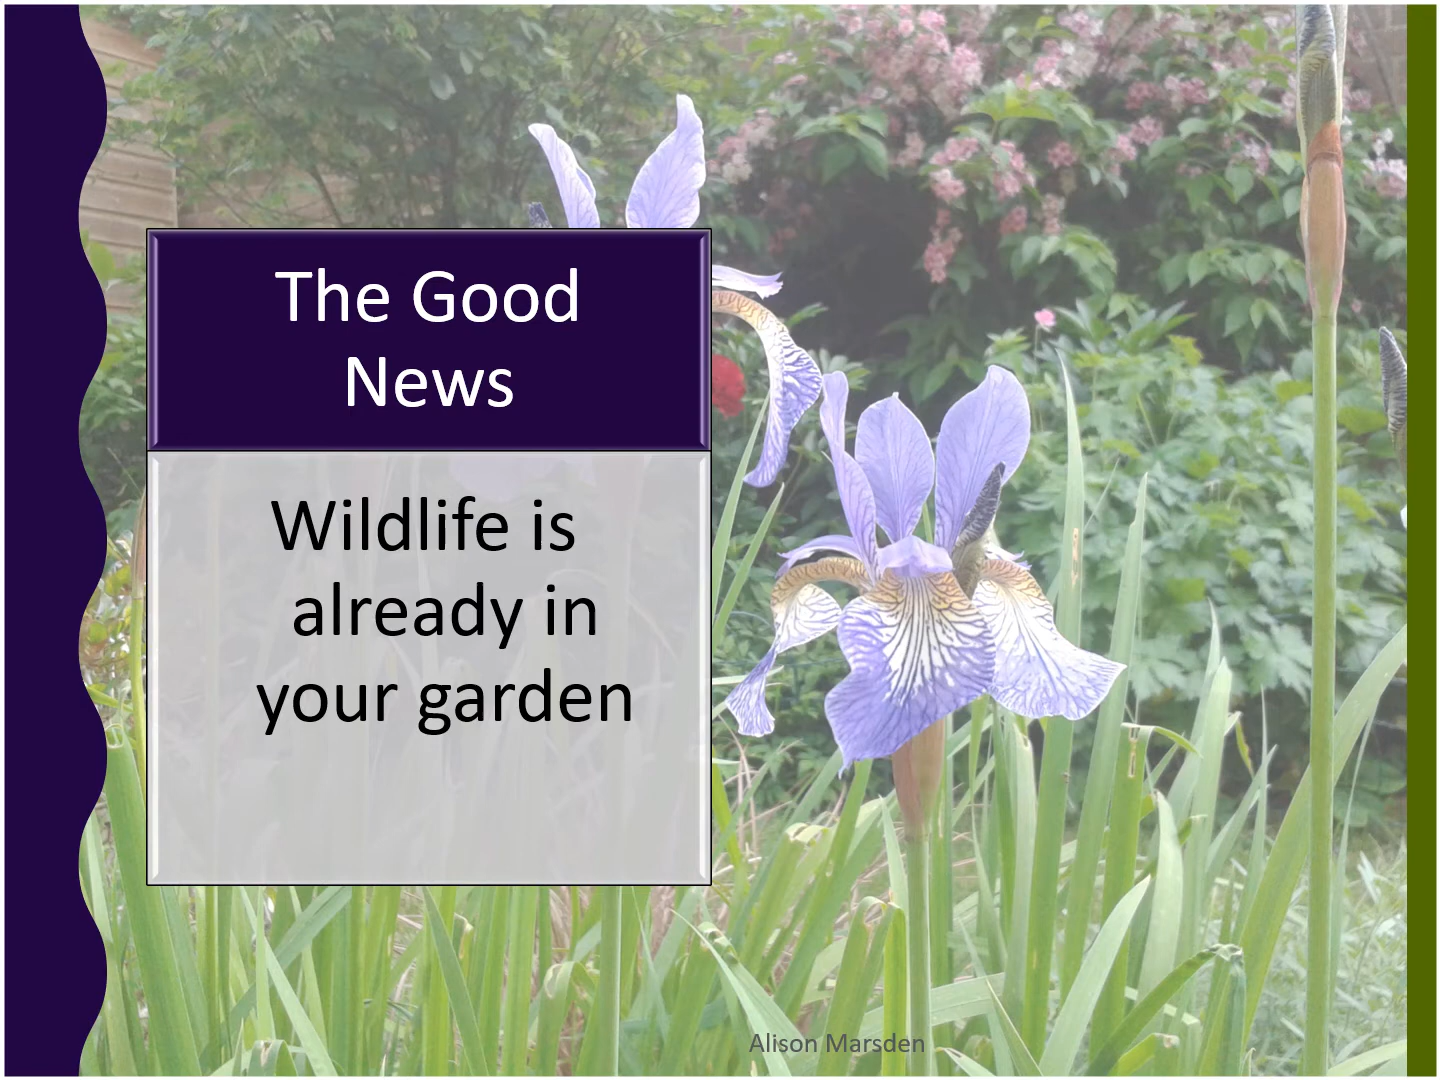 The Good
News
Wildlife is
already in
your garden
Alison Marsden